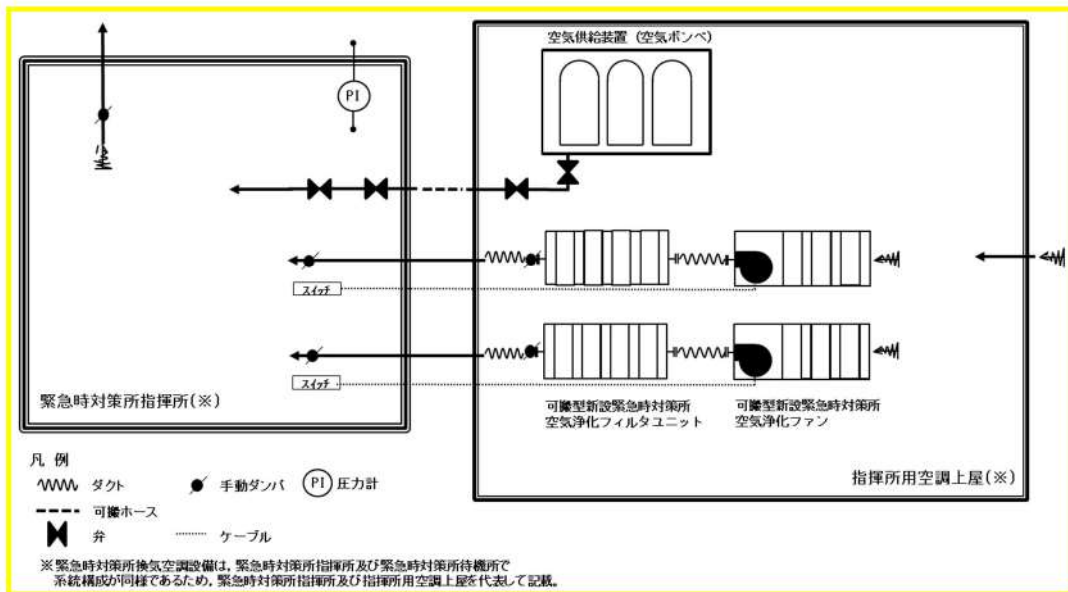 空気供給装置（空気ボンベ）
PI
スイッチ
スイッチ
緊急時対策所指揮所(※)
可搬型新設緊急時対策所
空気浄化フィルタユニット
可搬型新設緊急時対策所
空気浄化ファン
指揮所用空調上屋(※)
凡 例
ダクト
手動ダンパ
PI 圧力計
可搬ホース
弁
ケーブル
※緊急時対策所換気空調設備は，緊急時対策所指揮所及び緊急時対策所待機所で
系統構成が同様であるため，緊急時対策所指揮所及び指揮所用空調上屋を代表して記載。